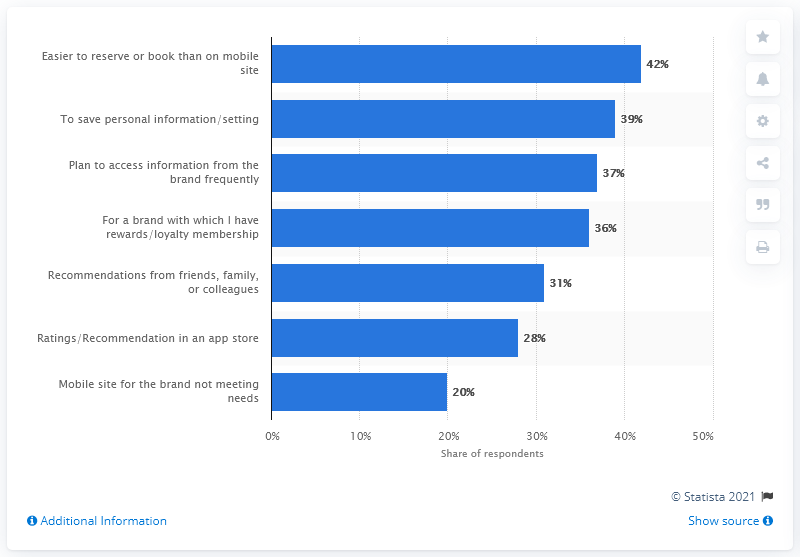 Easier to reserve or book than on mobile
site
42%
To save personal information/setting
39%
Plan to access information from the
brand frequently
37%
For a brand with which I have
rewards/loyalty membership
36%
Recommendations from friends, family,
or colleagues
31%
Ratings/Recommendation in an app store
28%
Mobile site for the brand not meeting
needs
20%
0% 10% 20% 30% 40% 50%
Share of respondents
© Statista 2021
Additional Information
Show source